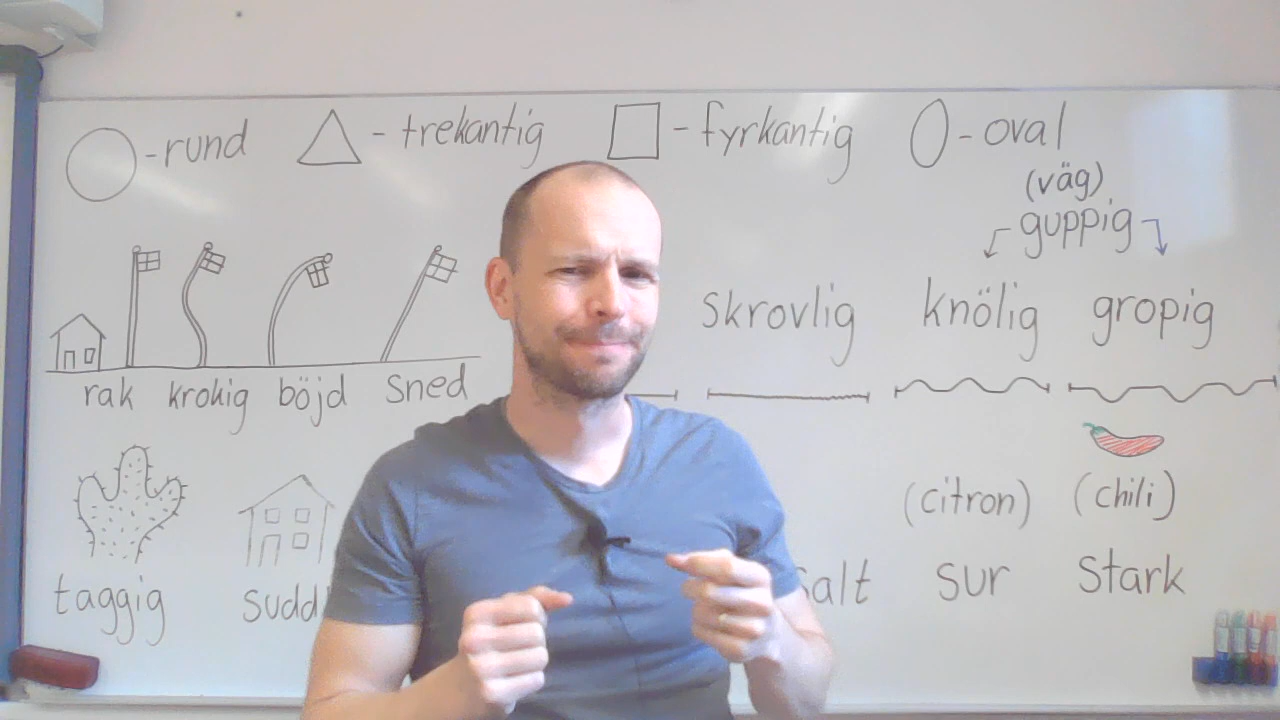 -rund - trekantig - fyrkantig - oval
(väg)
guppig
skrovlig knölig gropig
rak krokig böjd sned
(citron) (chili)
taggig salt sur stark